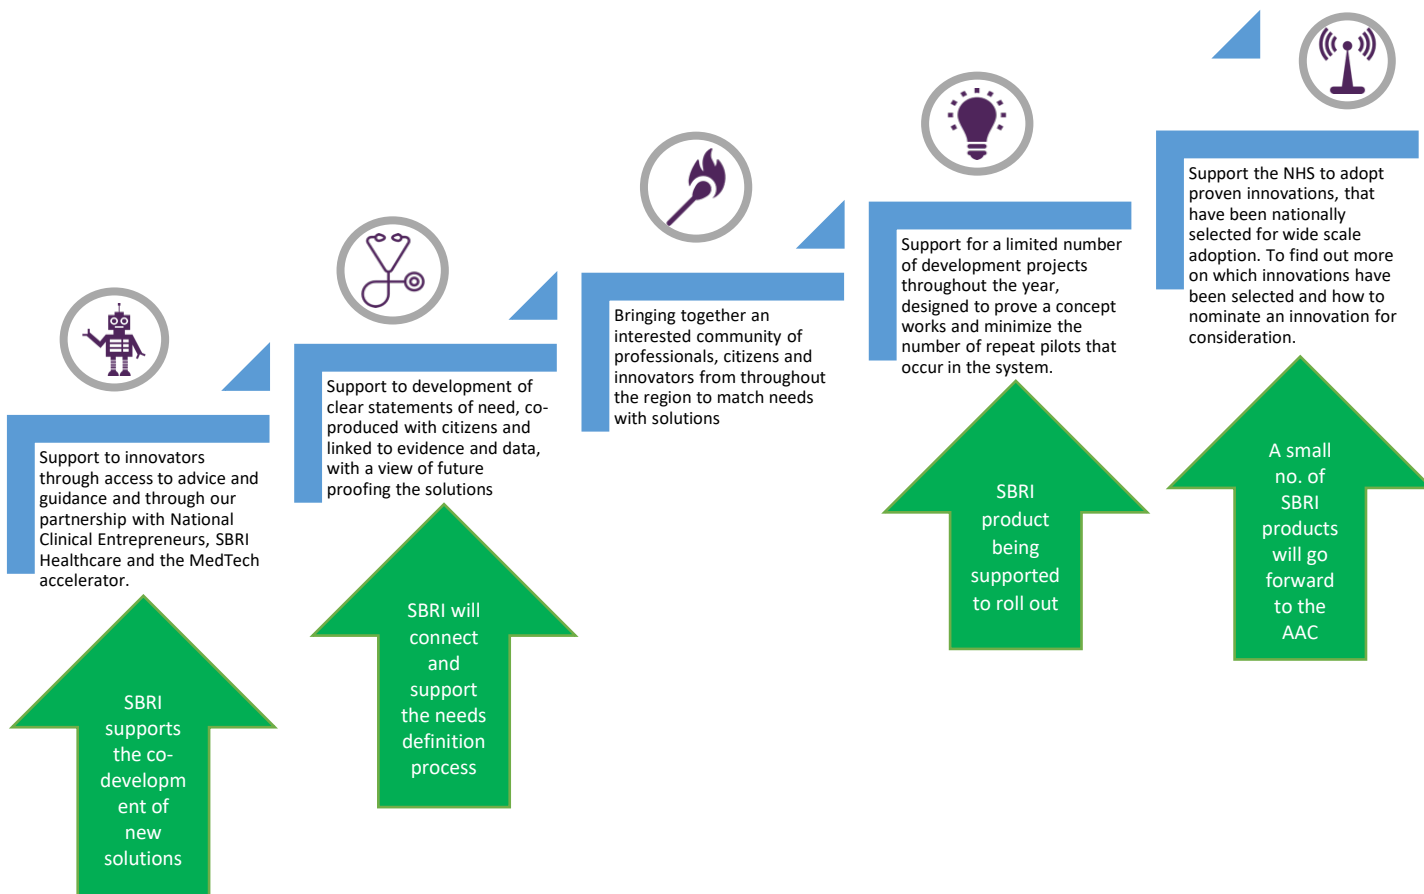 Support to innovators
through access to advice and
guidance and through our
partnership with National
Clinical Entrepreneurs, SBRI
Healthcare and the MedTech
accelerator.
SBRI
supports
the co-
developm
ent of
new
solutions
Support to development of
clear statements of need, co-
produced with citizens and
linked to evidence and data,
with a view of future
proofing the solutions
SBRI will
connect
and
support
the needs
definition
process
Bringing together an
interested community of
professionals, citizens and
innovators from throughout
the region to match needs
with solutions
Support for a limited number
of development projects
throughout the year,
designed to prove a concept
works and minimize the
number of repeat pilots that
occur in the system.
SBRI
product
being
supported
to roll out
Support the NHS to adopt
proven innovations, that
have been nationally
selected for wide scale
adoption. To find out more
on which innovations have
been selected and how to
nominate an innovation for
consideration.
A small
no. of
SBRI
products
will go
forward
to the
AAC